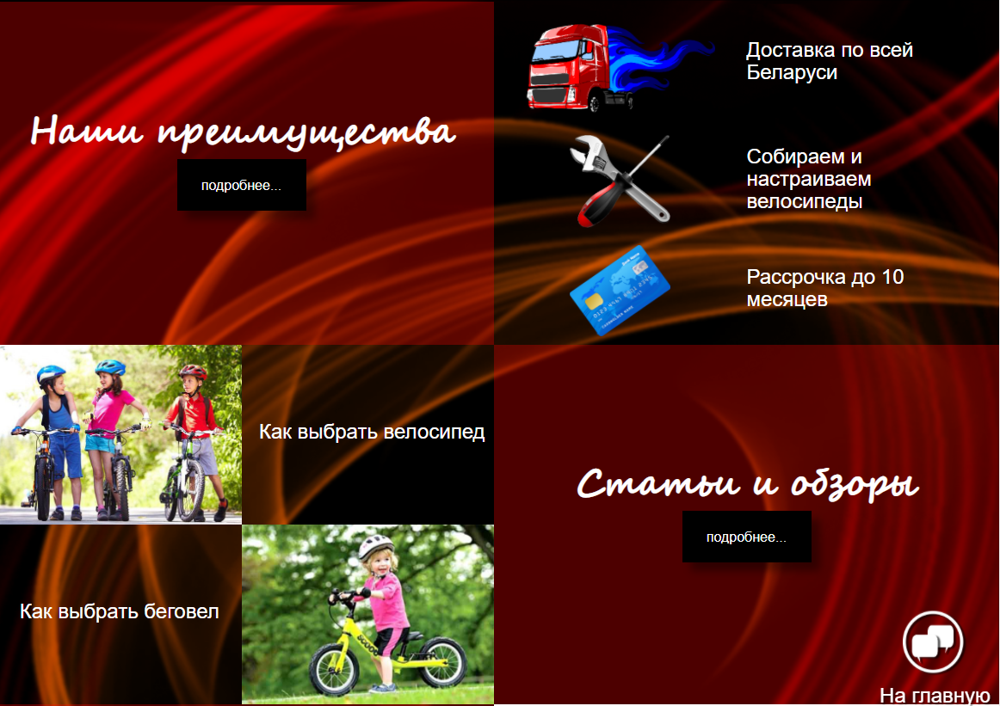 Наши преимущества
подробнее...
Доставка по всей
Беларуси
Собираем и
настраиваем
велосипеды
Рассрочка до 10
месяцев
Как выбрать велосипед
Как выбрать беговел
Статьи и обзоры
подробнее...
На главную